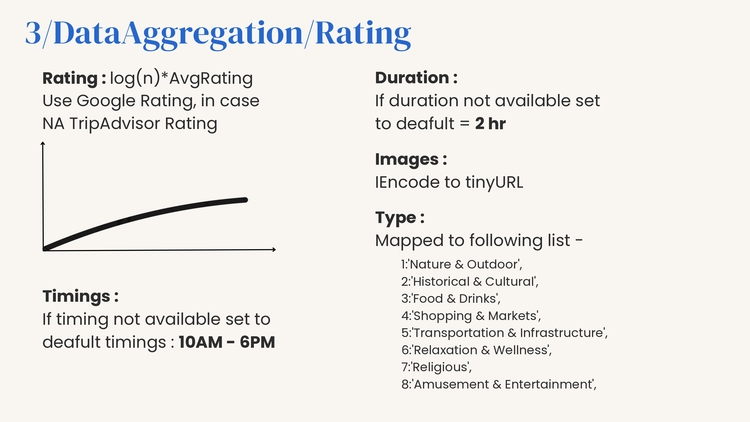 3/DataAggregation/Rating
Rating : log(n)*AvgRating
Use Google Rating, in case
NA TripAdvisor Rating
Timings :
If timing not available set to
deafult timings : 10AM - 6PM
Duration :
If duration not available set
to deafult = 2 hr
Images :
IEncode to tinyURL
Type :
Mapped to following list -
1:'Nature & Outdoor',
2:'Historical & Cultural',
3:'Food & Drinks',
4:'Shopping & Markets',
5:'Transportation & Infrastructure',
6:'Relaxation & Wellness',
7:'Religious',
8:'Amusement & Entertainment',